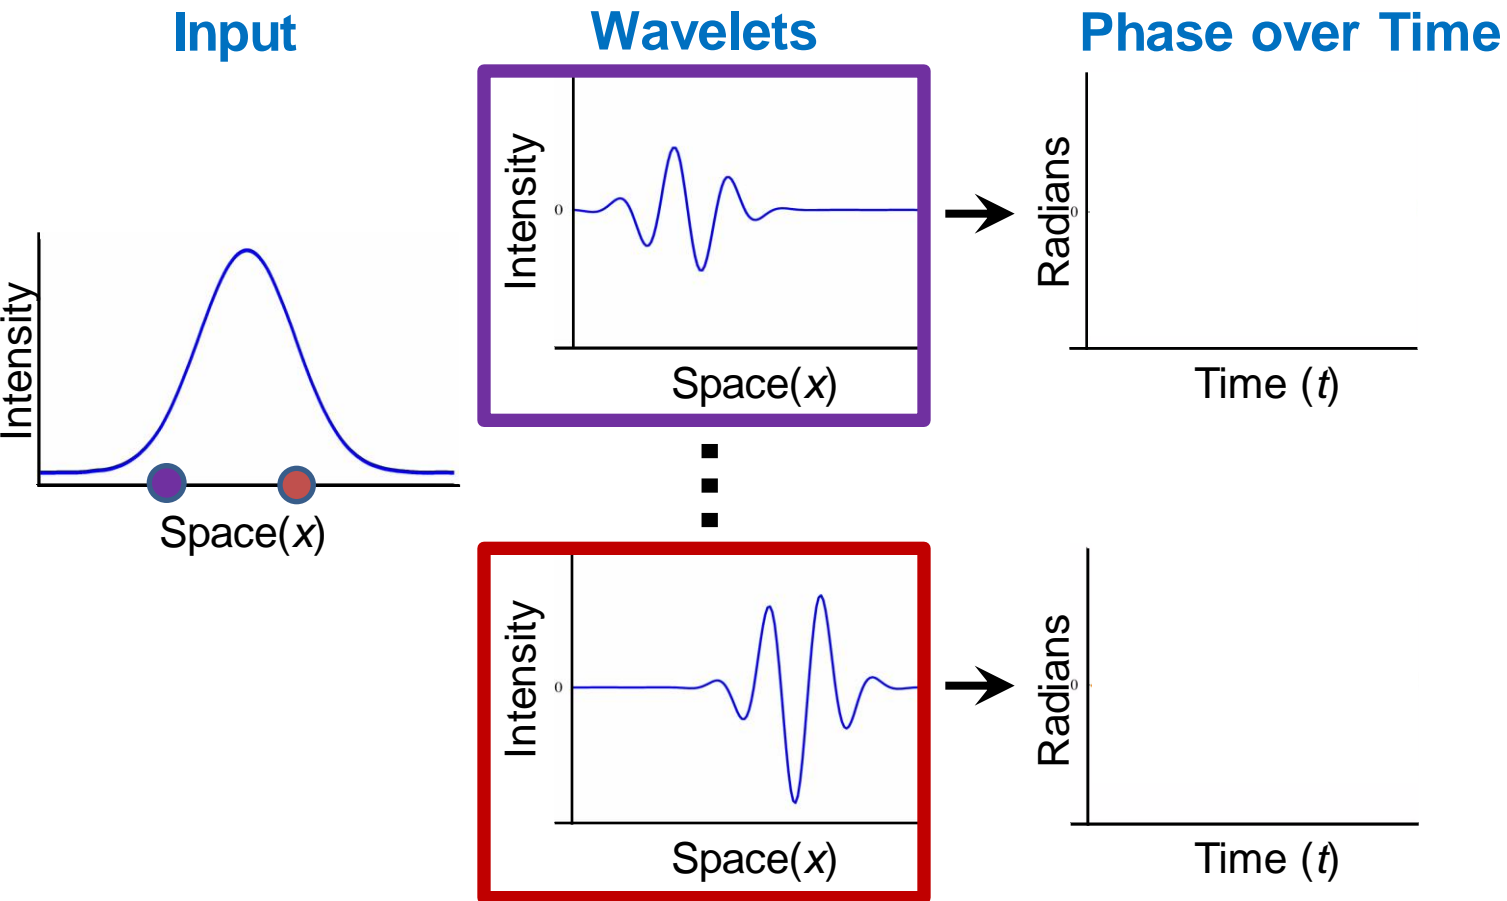 Input
Wavelets
Phase over Time
Intensity
Space(x)
Intensity
0
Space(x)
Radians
0
Time (t)
Intensity
0
Space(x)
Radians
0
Time (t)